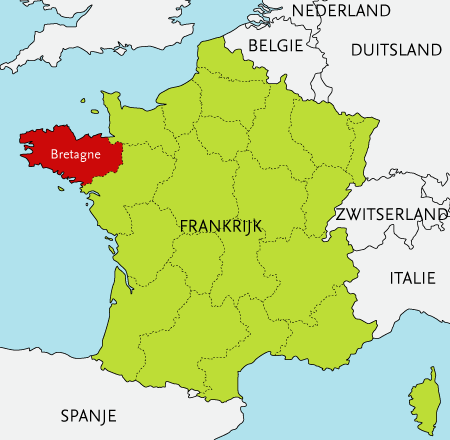 NEDERLAND
BELGIE
DUITSLAND
Bretagne
ZWITSERLAND
FRANKRIJK
ITALIE
SPANJE